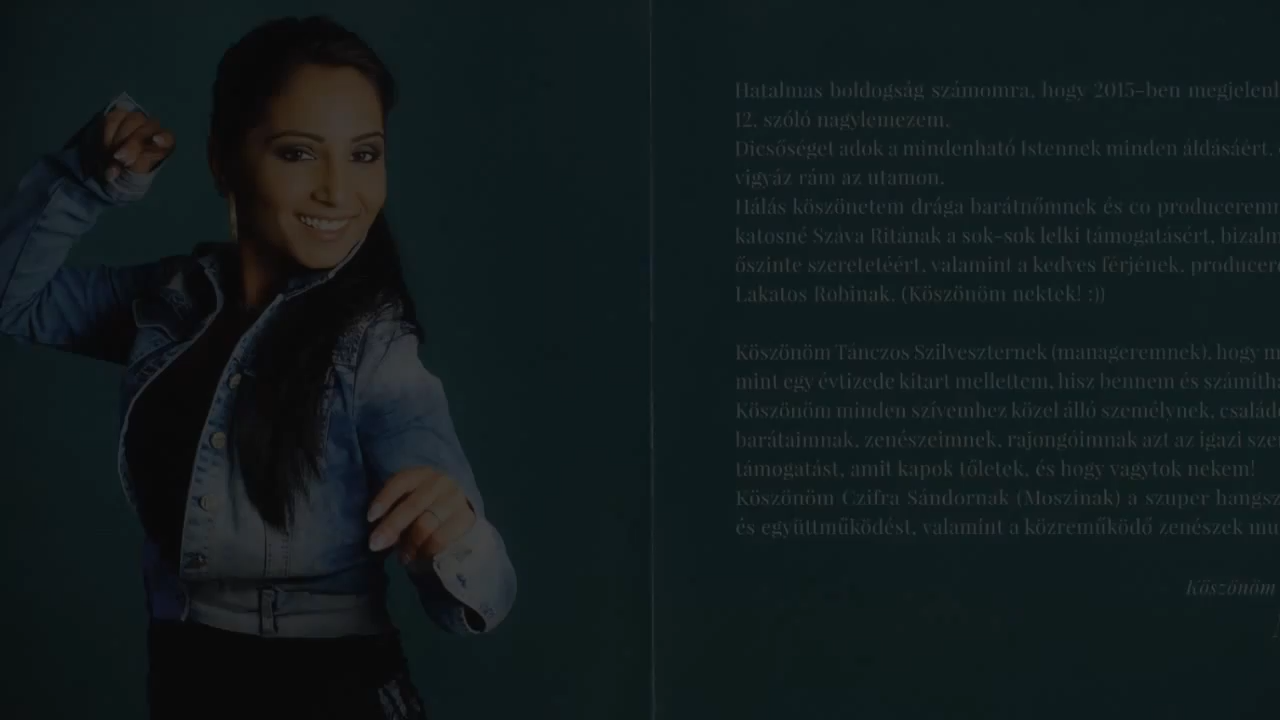 Hatalmas boldogság számomra, hogy 2015-ben megjelenh
12. szóló nagylemezem.
Dicsőséget adok a mindenható Istennek minden áldásáért,
vigyáz rám az utamon.
Hálás köszönetem drága barátnőmnek és co produceremn
katosné Száva Ritának a sok-sok lelki támogatásért, bizalm
őszinte szeretetéért, valamint a kedves férjének, producere
Lakatos Robinak. (Köszönöm nektek! :))
Köszönöm Tánczos Szilveszternek (manageremnek), hogy m
mint egy évtizede kitart mellettem, hisz bennem és számítha
Köszönöm minden szívemhez közel álló személynek, család
barátaimnak, zenészeimnek, rajongóimnak azt az igazi szer
támogatást, amit kapok tőletek, és hogy vagytok nekem!
Köszönöm Czifra Sándornak (Moszinak) a szuper hangsz
és együttműködést, valamint a közreműködő zenészek mu
Köszönöm